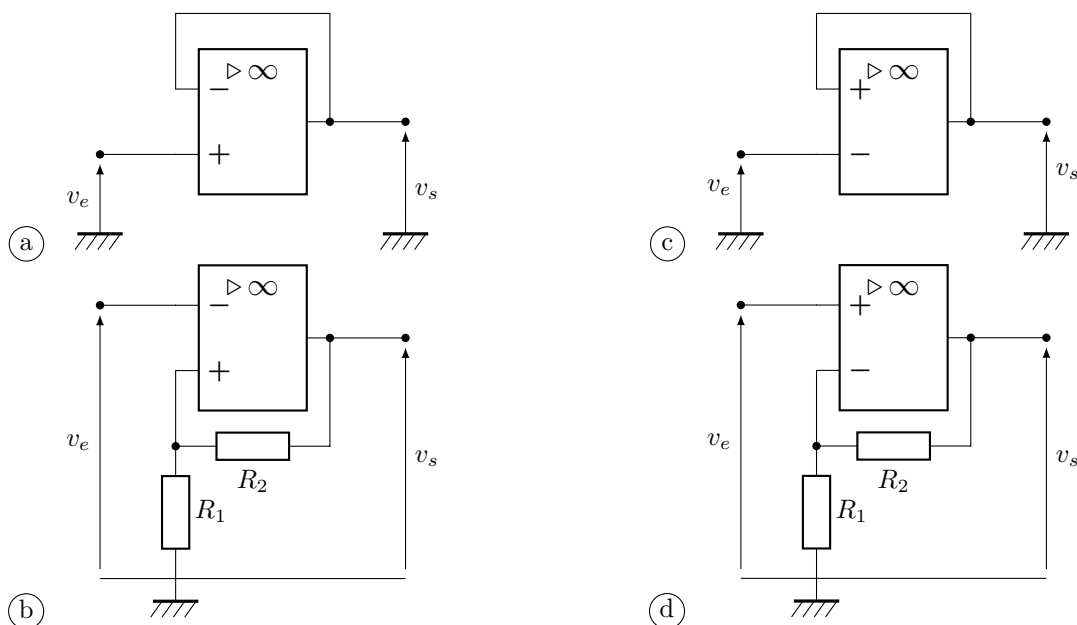 ▷ ∞
−
+
v_e
v_s
a
▷ ∞
+
−
v_e
v_s
c
▷ ∞
−
+
v_e
v_s
R_2
R_1
b
▷ ∞
+
−
v_e
v_s
R_2
R_1
d